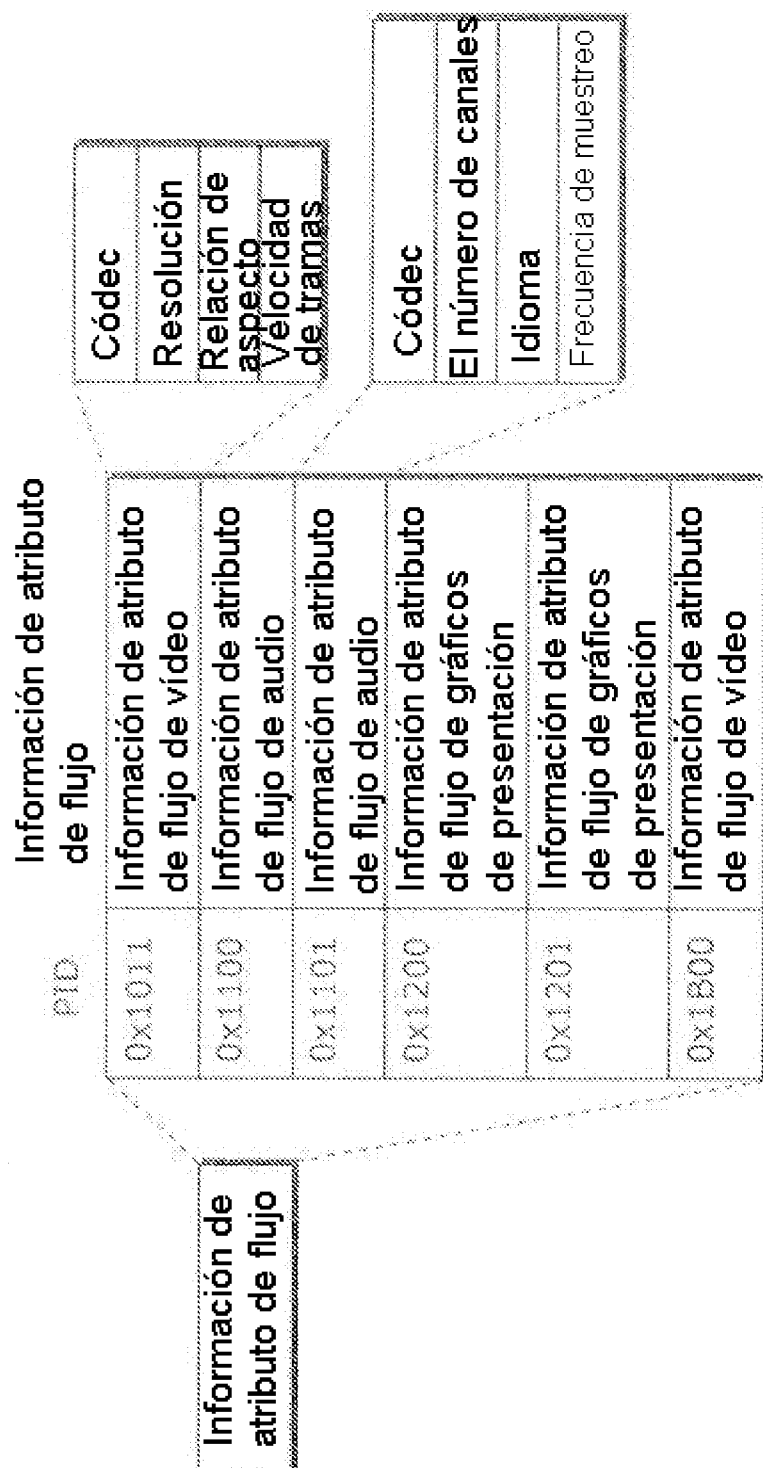 Información de
atributo de flujo
PID
Información de atributo
de flujo
0x1011
Información de atributo
de flujo de vídeo
0x1100
Información de atributo
de flujo de audio
0x1101
Información de atributo
de flujo de audio
0x1200
Información de atributo
de flujo de gráficos
de presentación
0x1201
Información de atributo
de flujo de gráficos
de presentación
0x1B00
Información de atributo
de flujo de vídeo
Códec
Resolución
Relación de
aspecto
Velocidad
de tramas
Códec
El número de canales
Idioma
Frecuencia de muestreo